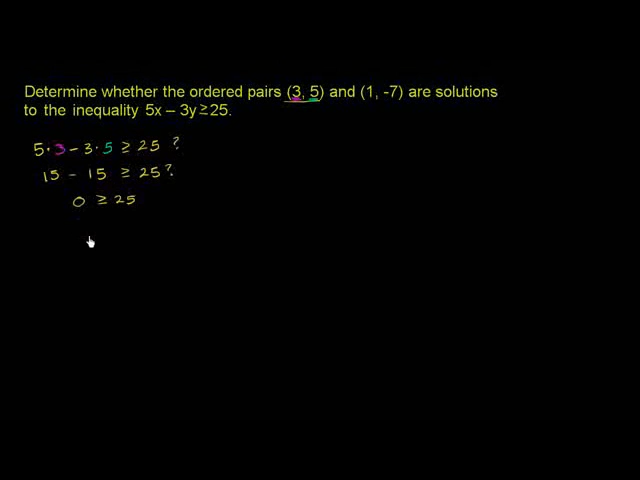 Determine whether the ordered pairs (3, 5) and (1, -7) are solutions
to the inequality 5x – 3y ≥ 25.
5 · 3 – 3 · 5 ≥ 25 ?
15 – 15 ≥ 25 ?
0 ≥ 25